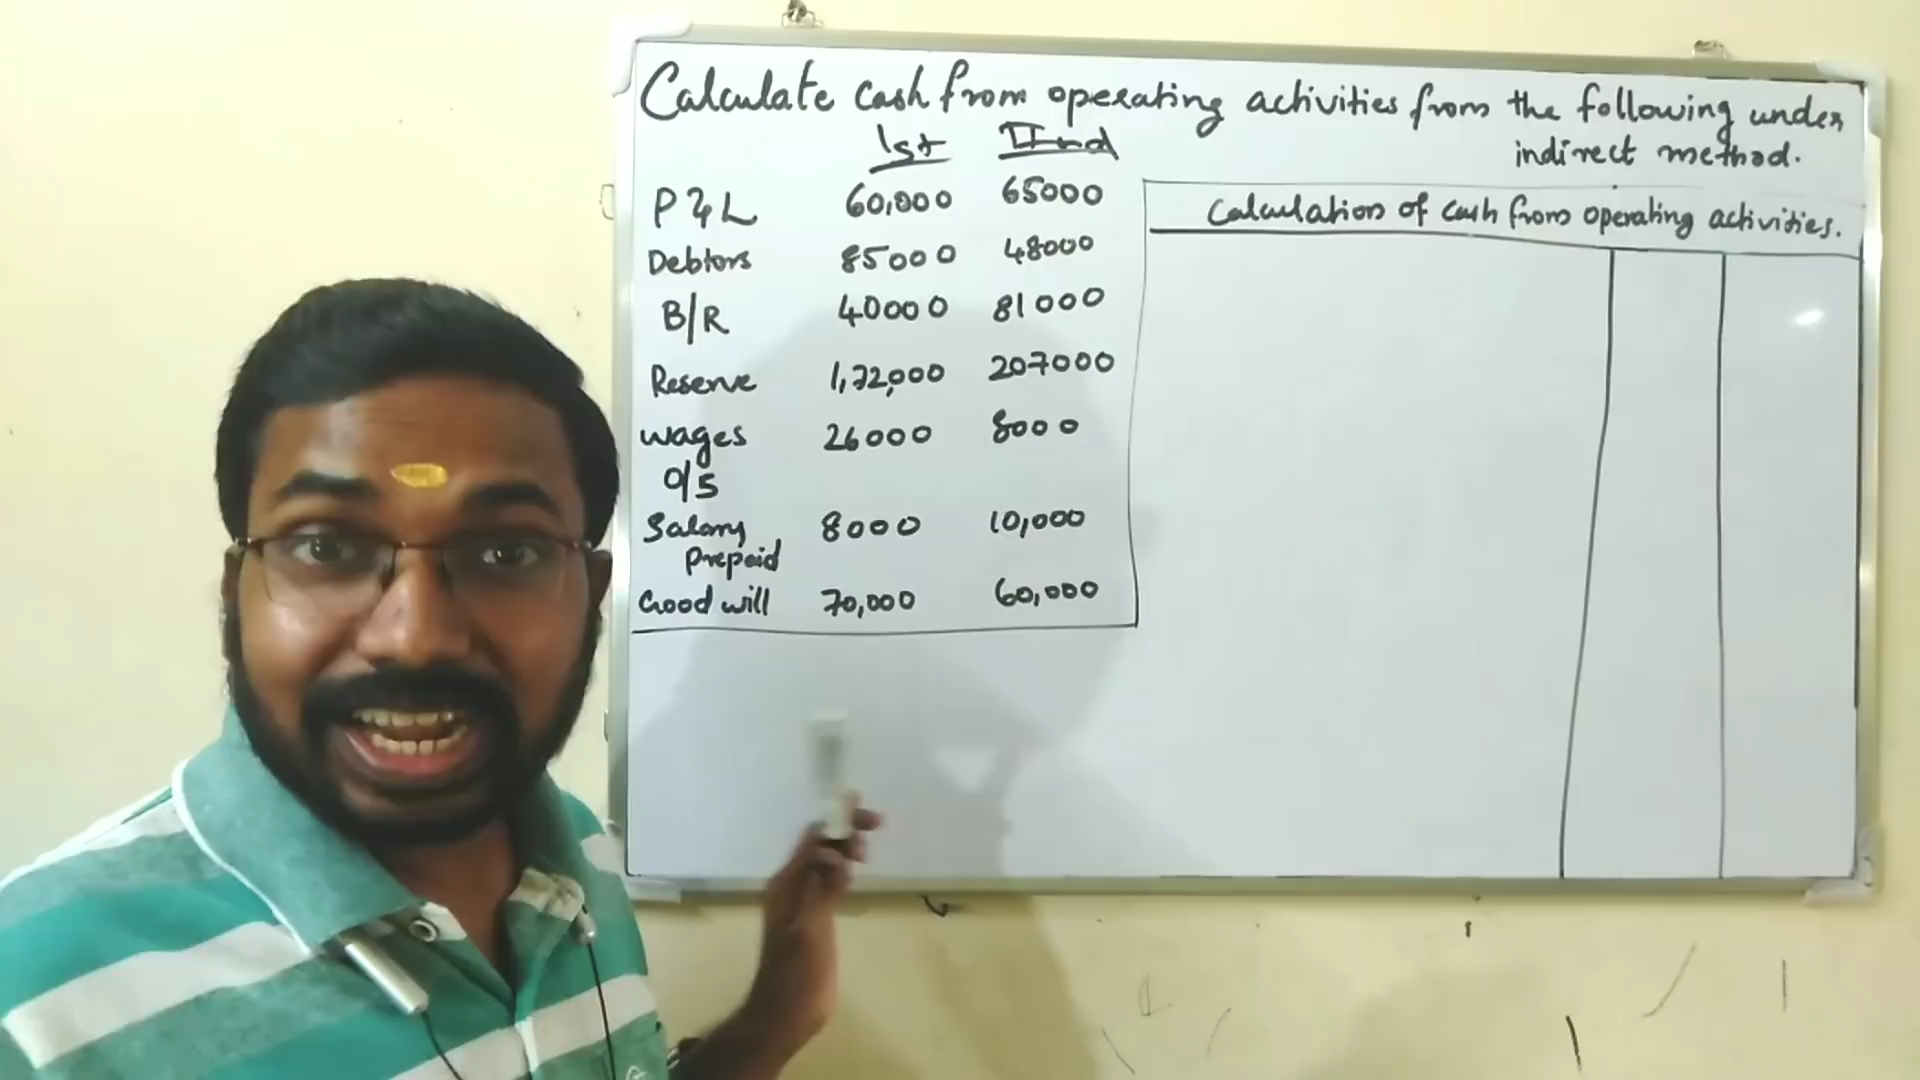 Calculate cash from operating activities from the following under
indirect method.
Ist IInd
P & L 60,000 65000
Debtors 85000 48000
B/R 40000 81000
Reserve 1,72,000 207000
wages 26000 8000
O/S
Salary 8000 10,000
Prepaid
Good will 70,000 60,000
Calculation of cash from operating activities.